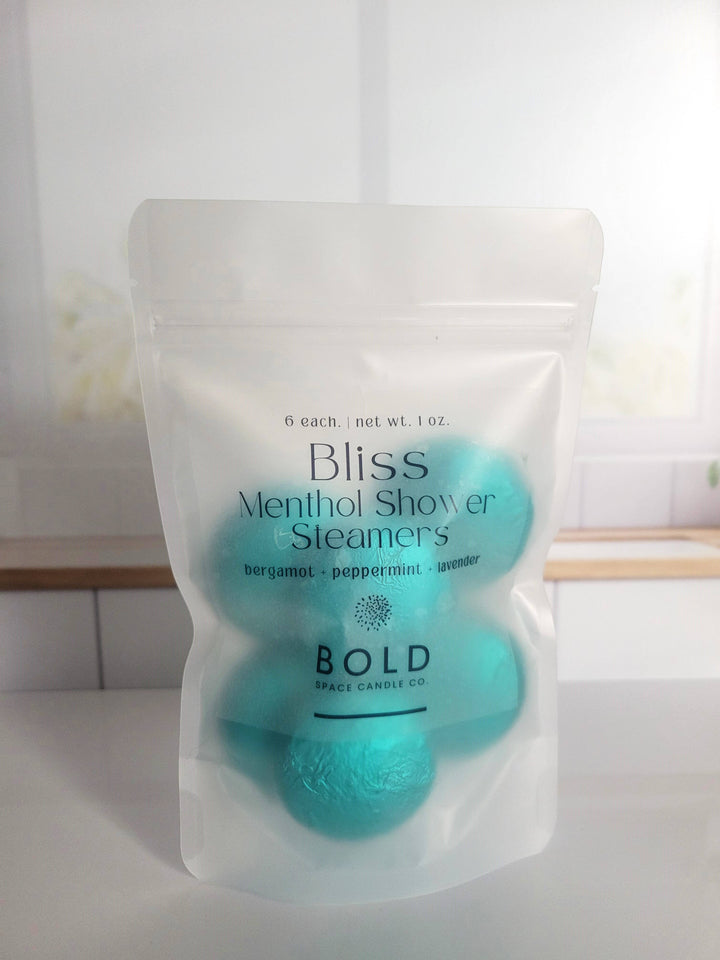 6 each. | net wt. 1 oz.
Bliss
Menthol Shower
Steamers
bergamot + peppermint + lavender
BOLD
SPACE CANDLE CO.